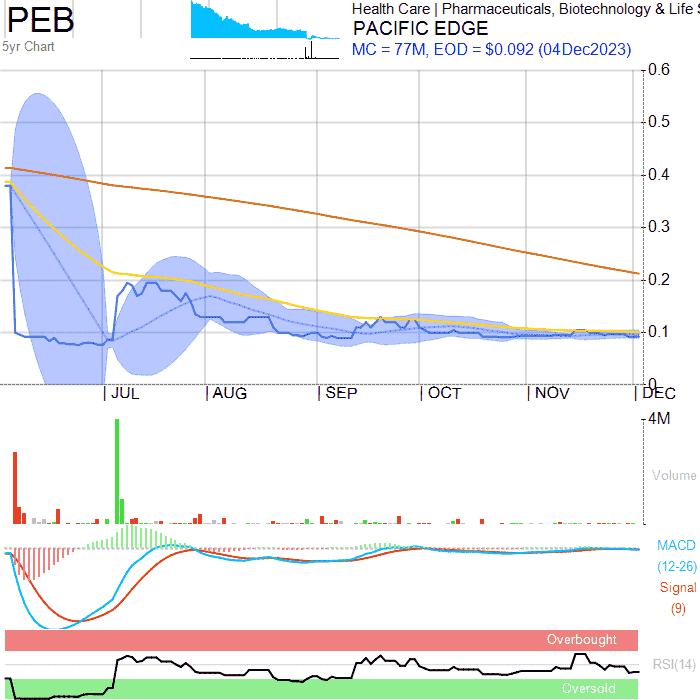 PEB
5yr Chart
Health Care | Pharmaceuticals, Biotechnology & Life
PACIFIC EDGE
MC = 77M, EOD = $0.092 (04Dec2023)
0.6
0.5
0.4
0.3
0.2
0.1
0
| JUL | AUG | SEP | OCT | NOV | DEC
4M
Volume
MACD
(12-26)
Signal
(9)
Overbought
RSI(14)
Oversold